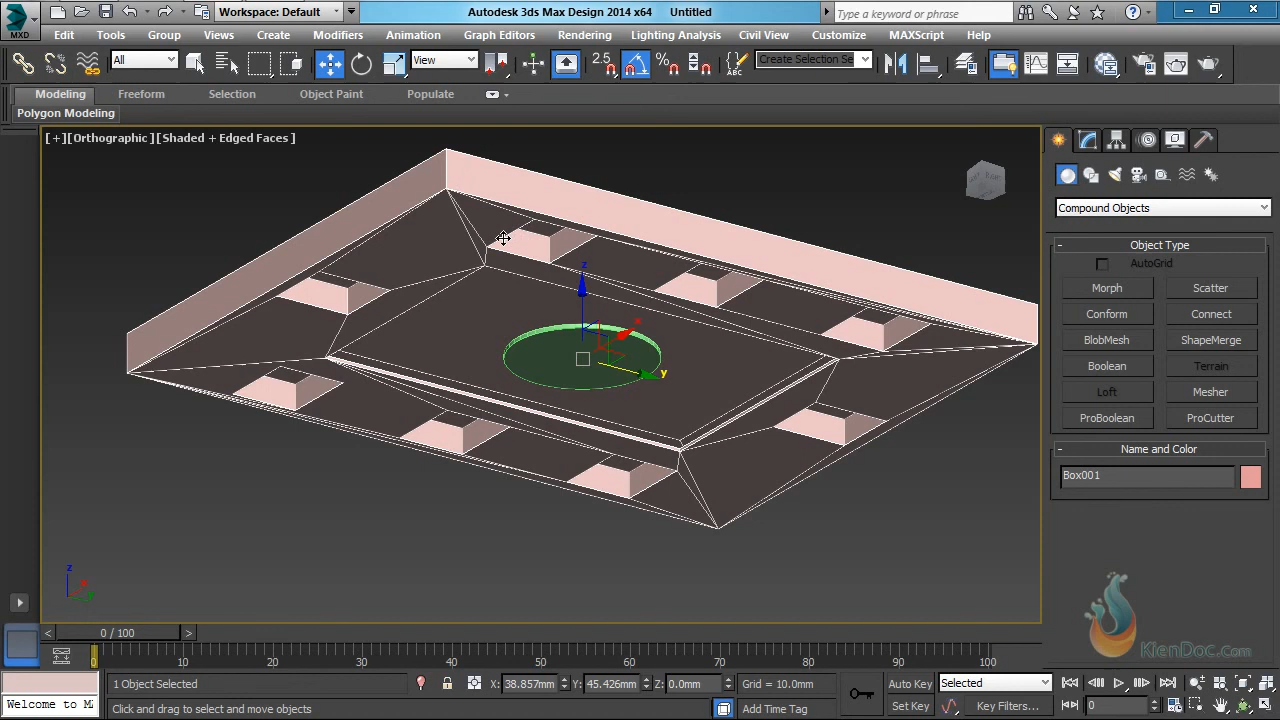 MXD
Workspace: Default
Autodesk 3ds Max Design 2014 x64 Untitled
Type a keyword or phrase
Edit Tools Group Views Create Modifiers Animation Graph Editors Rendering Lighting Analysis Civil View Customize MAXScript Help
All View 2.5 Create Selection Se
Modeling Freeform Selection Object Paint Populate
Polygon Modeling
[+][Orthographic][Shaded + Edged Faces]
Compound Objects
- Object Type
AutoGrid
Morph Scatter
Conform Connect
BlobMesh ShapeMerge
Boolean Terrain
Loft Mesher
ProBoolean ProCutter
- Name and Color
Box001
z
x
y
z
x
KienDoc.Com
< 0 / 100 >
0 10 20 30 40 50 60 70 80 90 100
1 Object Selected X: 38.857mm Y: 45.426mm Z: 0.0mm Grid = 10.0mm Auto Key Selected
Welcome to M Click and drag to select and move objects Add Time Tag Set Key Key Filters... 0